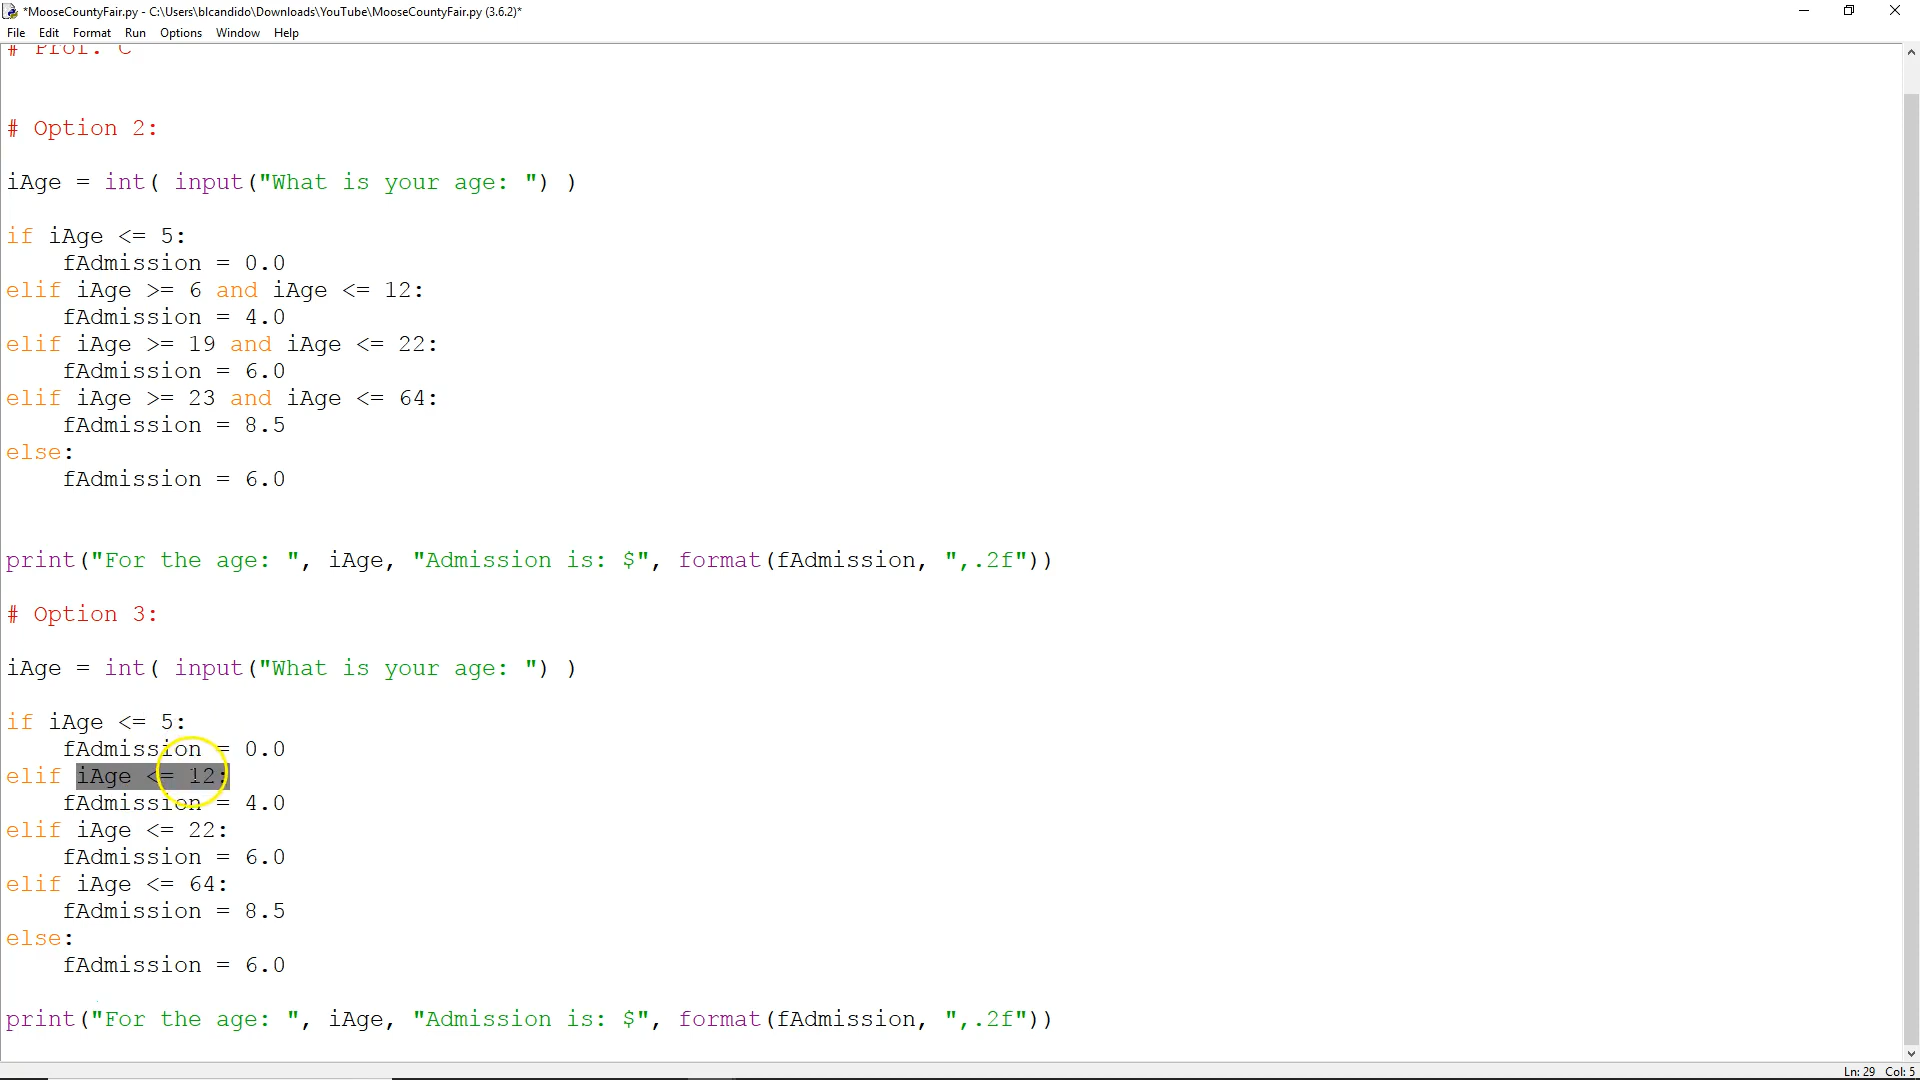 *MooseCountyFair.py - C:\Users\blcandido\Downloads\YouTube\MooseCountyFair.py (3.6.2)*
File Edit Format Run Options Window Help
# Prof. C
# Option 2:
iAge = int( input("What is your age: ") )
if iAge <= 5:
    fAdmission = 0.0
elif iAge >= 6 and iAge <= 12:
    fAdmission = 4.0
elif iAge >= 19 and iAge <= 22:
    fAdmission = 6.0
elif iAge >= 23 and iAge <= 64:
    fAdmission = 8.5
else:
    fAdmission = 6.0
print("For the age: ", iAge, "Admission is: $", format(fAdmission, ",.2f"))
# Option 3:
iAge = int( input("What is your age: ") )
if iAge <= 5:
    fAdmission = 0.0
elif iAge <= 12:
    fAdmission = 4.0
elif iAge <= 22:
    fAdmission = 6.0
elif iAge <= 64:
    fAdmission = 8.5
else:
    fAdmission = 6.0
print("For the age: ", iAge, "Admission is: $", format(fAdmission, ",.2f"))
Ln: 29 Col: 5